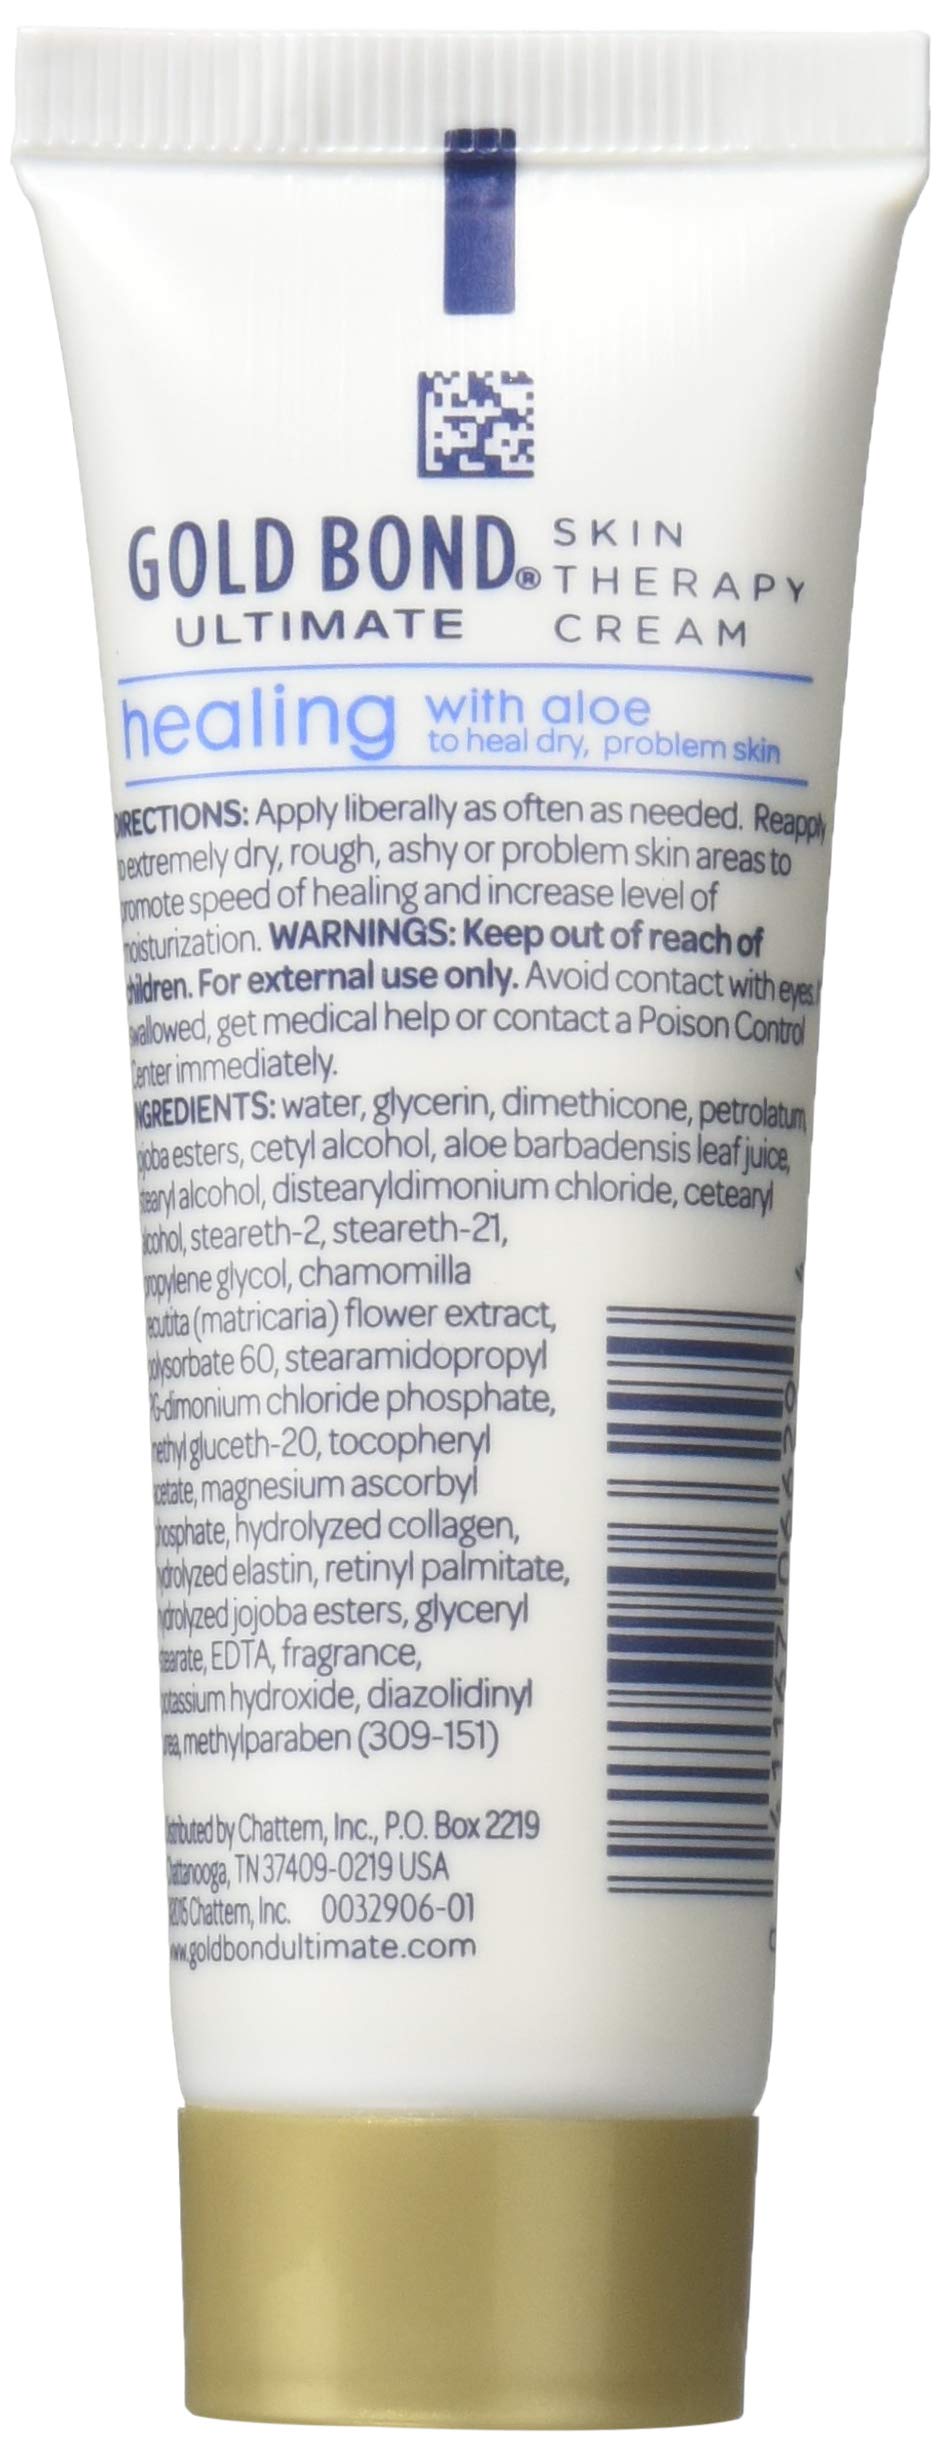 GOLD BOND® SKIN THERAPY CREAM
ULTIMATE
healing with aloe
to heal dry, problem skin
DIRECTIONS: Apply liberally as often as needed. Reapply
to extremely dry, rough, ashy or problem skin areas to
promote speed of healing and increase level of
moisturization. WARNINGS: Keep out of reach of
children. For external use only. Avoid contact with eyes. If
swallowed, get medical help or contact a Poison Control
Center immediately.
INGREDIENTS: water, glycerin, dimethicone, petrolatum,
jojoba esters, cetyl alcohol, aloe barbadensis leaf juice,
stearyl alcohol, distearyldimonium chloride, cetearyl
alcohol, steareth-2, steareth-21,
propylene glycol, chamomilla
recutita (matricaria) flower extract,
polysorbate 60, stearamidopropyl
PG-dimonium chloride phosphate,
methyl gluceth-20, tocopheryl
acetate, magnesium ascorbyl
phosphate, hydrolyzed collagen,
hydrolyzed elastin, retinyl palmitate,
hydrolyzed jojoba esters, glyceryl
stearate, EDTA, fragrance,
potassium hydroxide, diazolidinyl
urea, methylparaben (309-151)
Distributed by Chattem, Inc., P.O. Box 2219
Chattanooga, TN 37409-0219 USA
©2015 Chattem, Inc. 0032906-01
www.goldbondultimate.com